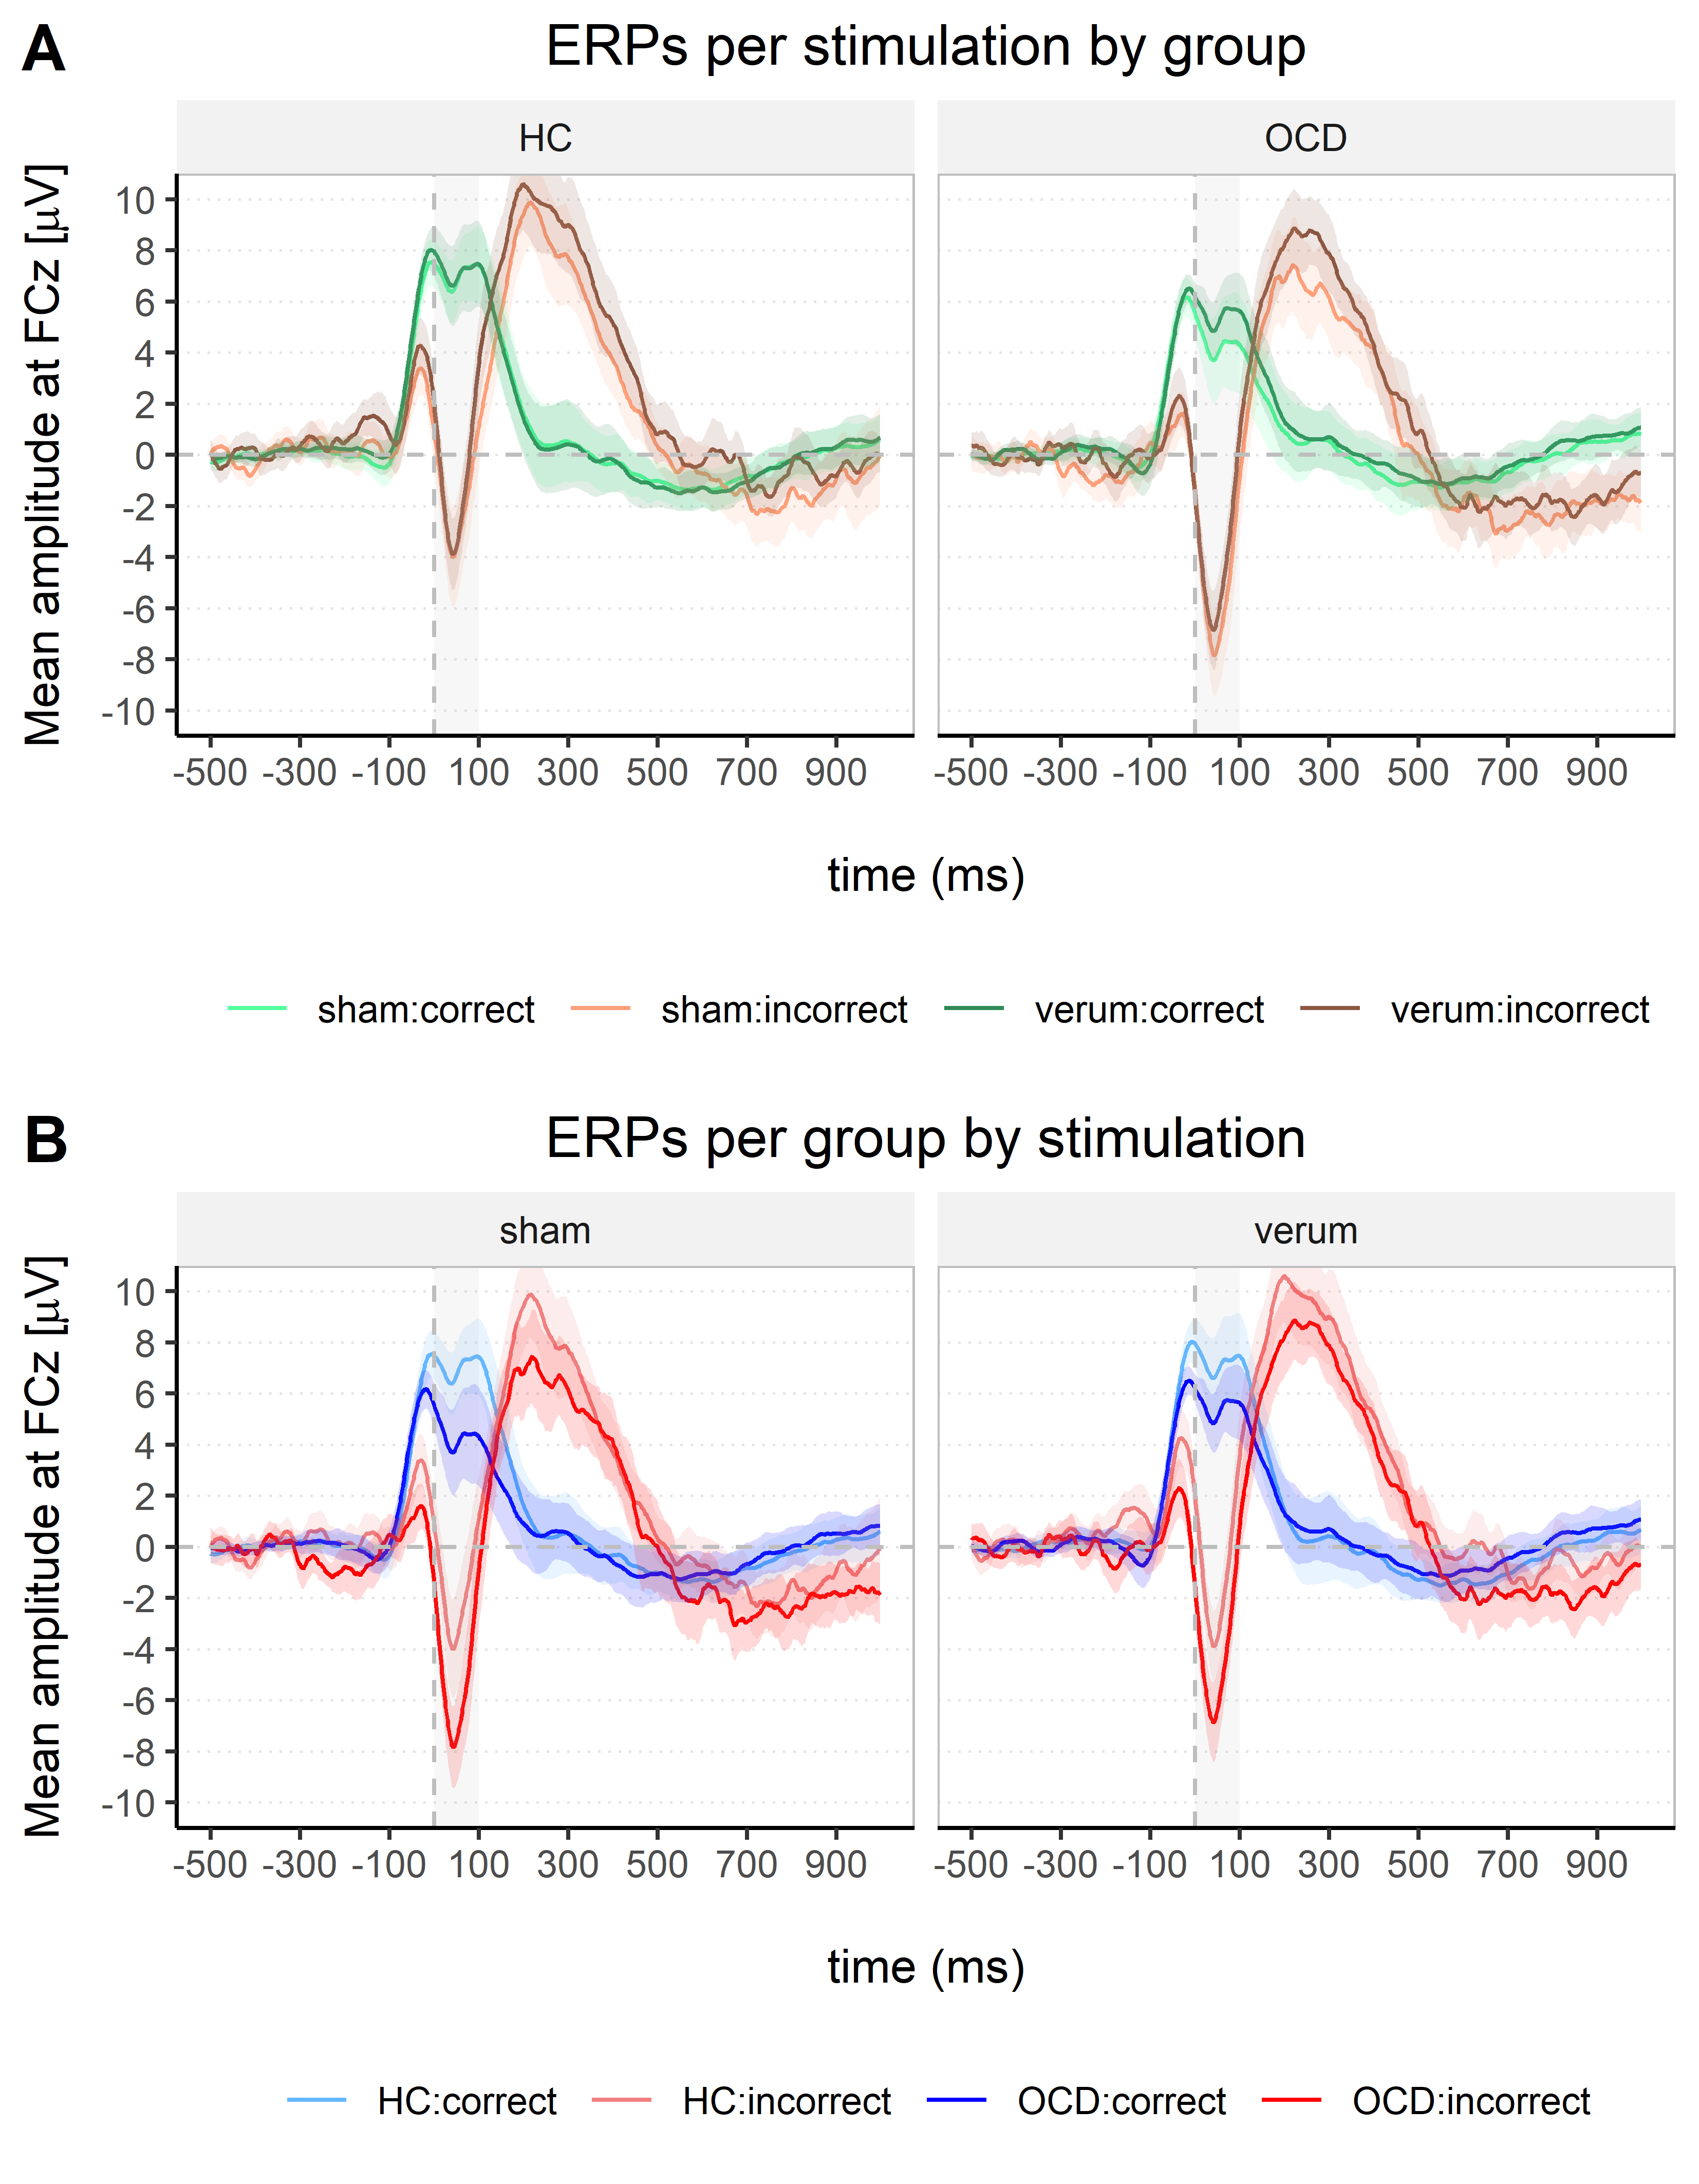 A
ERPs per stimulation by group
HC
OCD
Mean amplitude at FCz [μV]
10
8
6
4
2
0
-2
-4
-6
-8
-10
-500 -300 -100 100 300 500 700 900
-500 -300 -100 100 300 500 700 900
time (ms)
sham:correct sham:incorrect verum:correct verum:incorrect
B
ERPs per group by stimulation
sham
verum
Mean amplitude at FCz [μV]
10
8
6
4
2
0
-2
-4
-6
-8
-10
-500 -300 -100 100 300 500 700 900
-500 -300 -100 100 300 500 700 900
time (ms)
HC:correct HC:incorrect OCD:correct OCD:incorrect